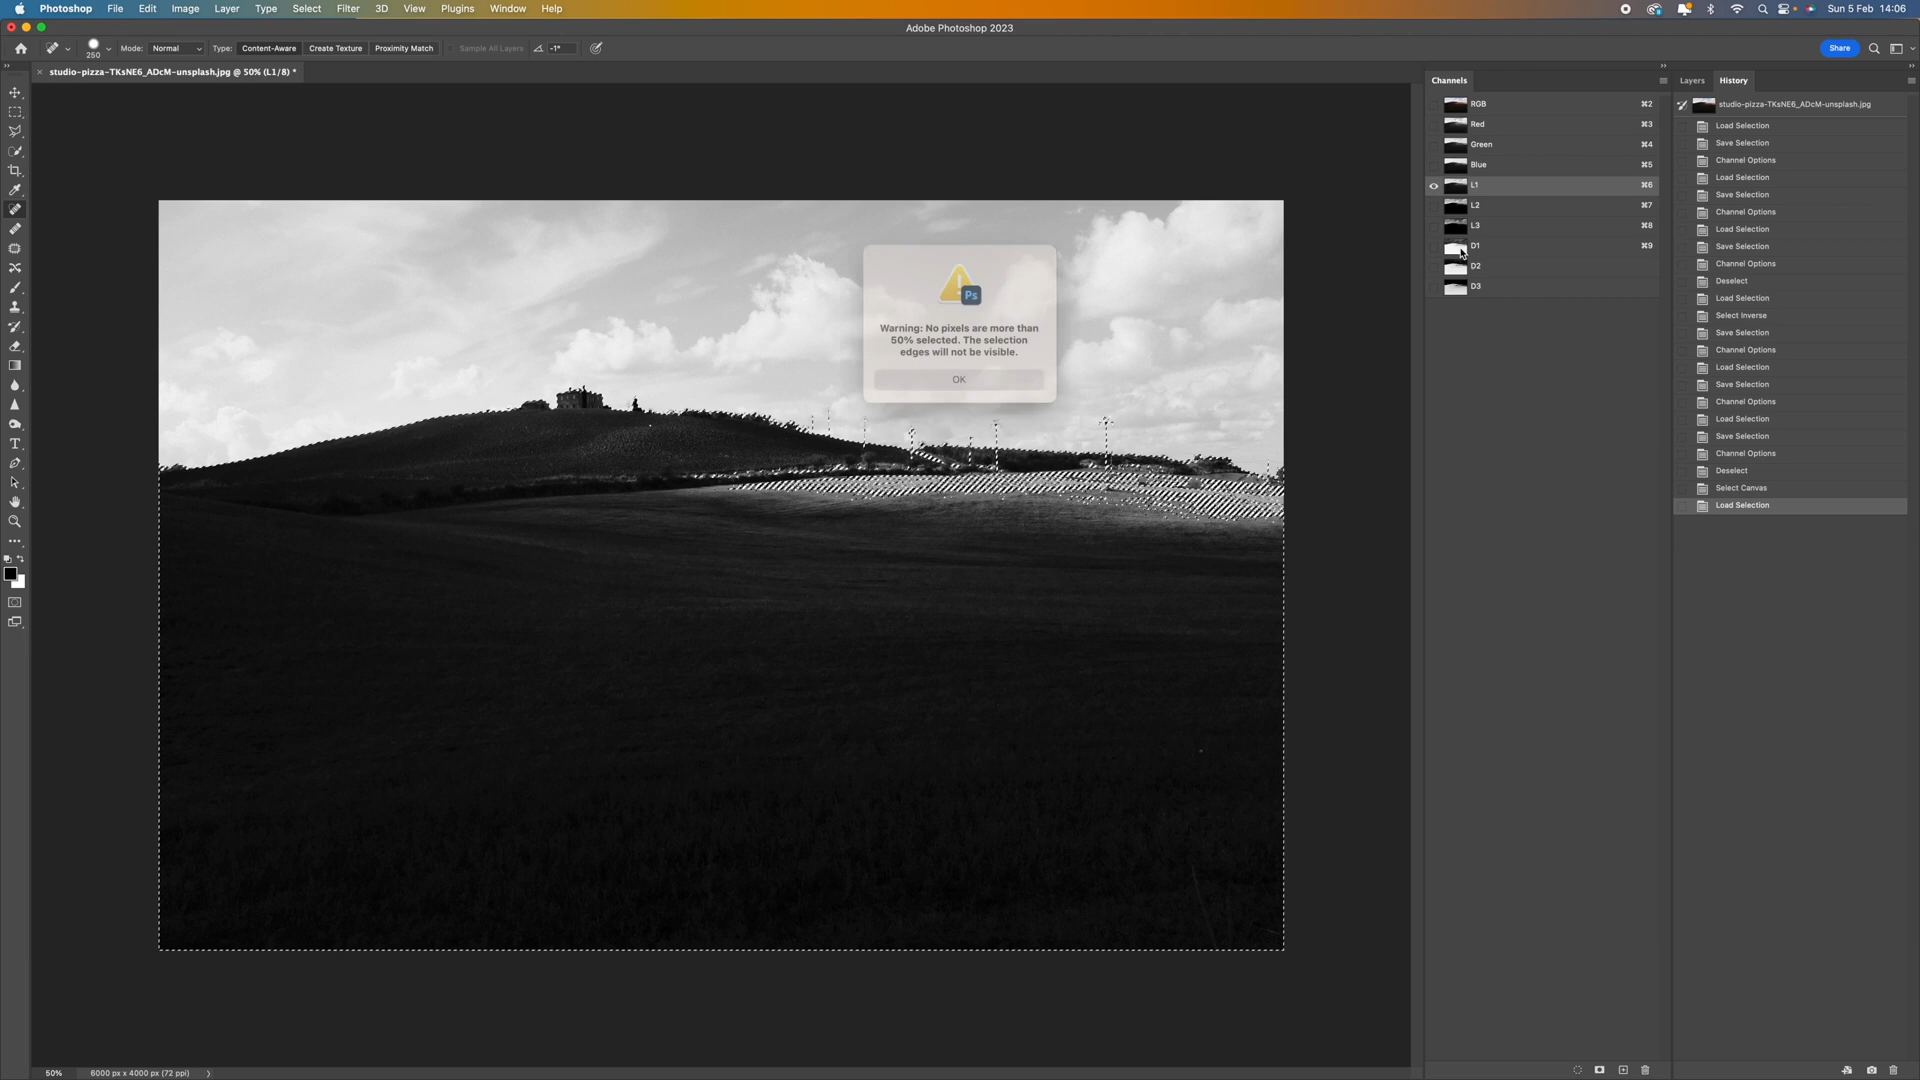 Photoshop File Edit Image Layer Type Select Filter 3D View Plugins Window Help Sun 5 Feb 14:06
Adobe Photoshop 2023
250 Mode: Normal Type: Content-Aware Create Texture Proximity Match Sample All Layers -1° Share
studio-pizza-TKsNE6_ADcM-unsplash.jpg @ 50% (L1/8) *
Channels
RGB ⌘2
Red ⌘3
Green ⌘4
Blue ⌘5
L1 ⌘6
L2 ⌘7
L3 ⌘8
D1 ⌘9
D2
D3
Layers History
studio-pizza-TKsNE6_ADcM-unsplash.jpg
Load Selection
Save Selection
Channel Options
Load Selection
Save Selection
Channel Options
Load Selection
Save Selection
Channel Options
Deselect
Load Selection
Select Inverse
Save Selection
Channel Options
Load Selection
Save Selection
Channel Options
Load Selection
Save Selection
Channel Options
Deselect
Select Canvas
Load Selection
Ps
Warning: No pixels are more than
50% selected. The selection
edges will not be visible.
OK
50% 6000 px x 4000 px (72 ppi)